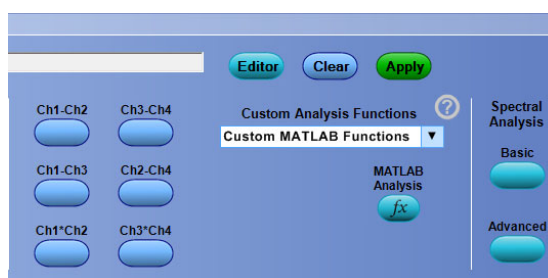 Editor Clear Apply
Ch1-Ch2 Ch3-Ch4
Custom Analysis Functions ?
Custom MATLAB Functions ▼
Spectral
Analysis
Ch1-Ch3 Ch2-Ch4
MATLAB
Analysis
fx
Basic
Ch1*Ch2 Ch3*Ch4
Advanced